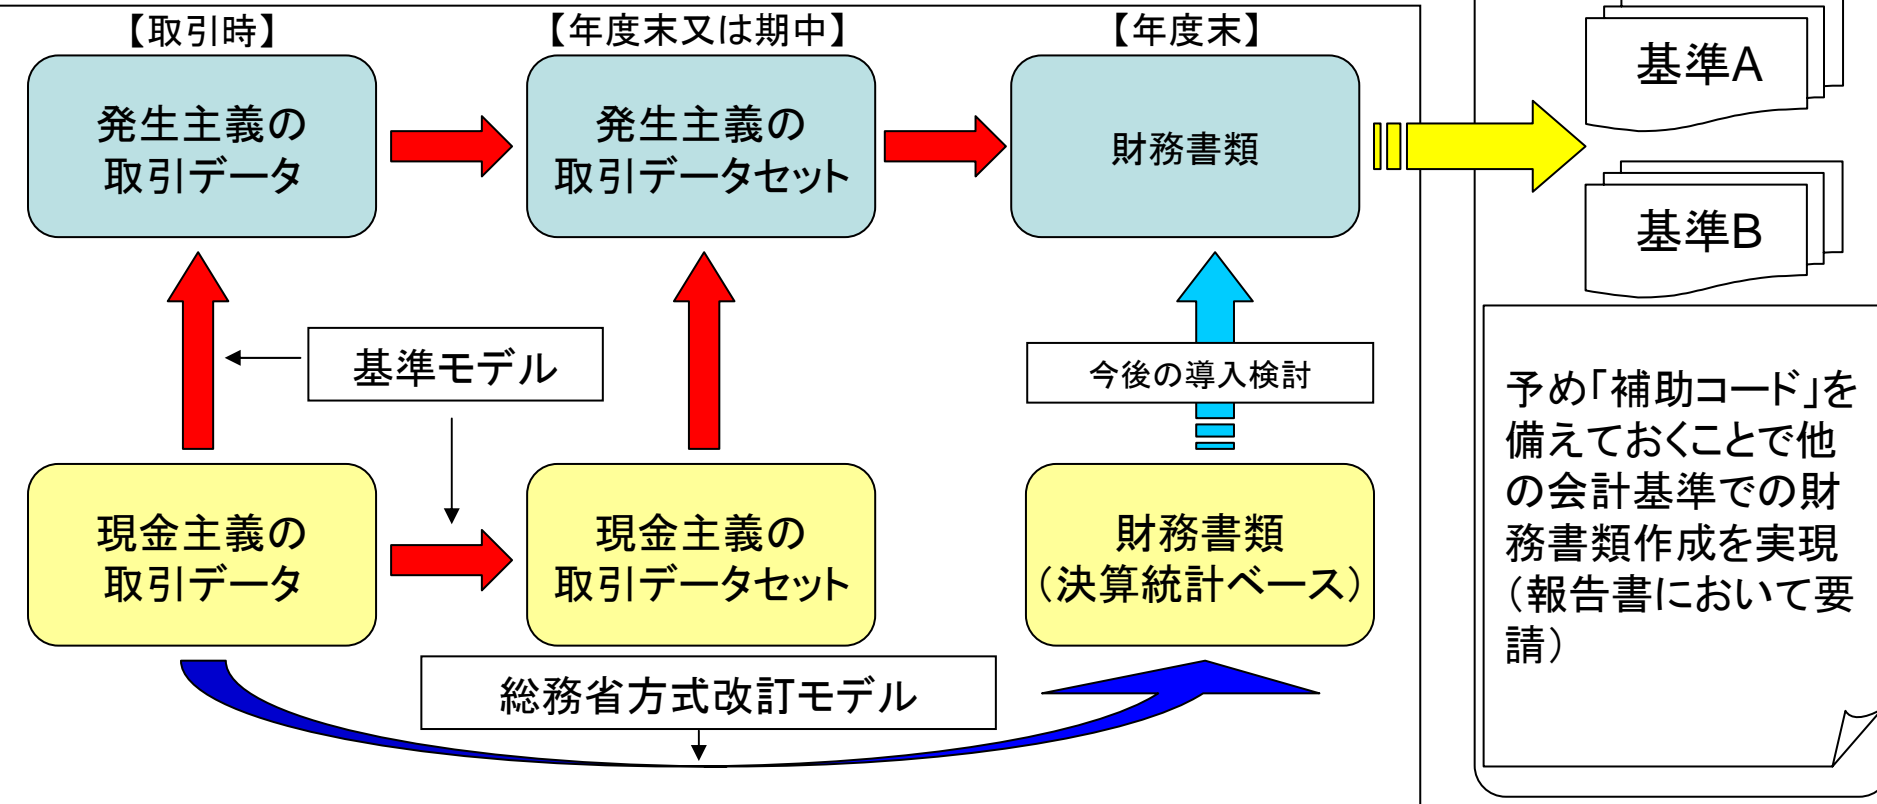 【取引時】
【年度末又は期中】
【年度末】
発生主義の
取引データ
発生主義の
取引データセット
財務書類
基準A
基準B
基準モデル
今後の導入検討
現金主義の
取引データ
現金主義の
取引データセット
財務書類
（決算統計ベース）
総務省方式改訂モデル
予め「補助コード」を
備えておくことで他
の会計基準での財
務書類作成を実現
（報告書において要
請）